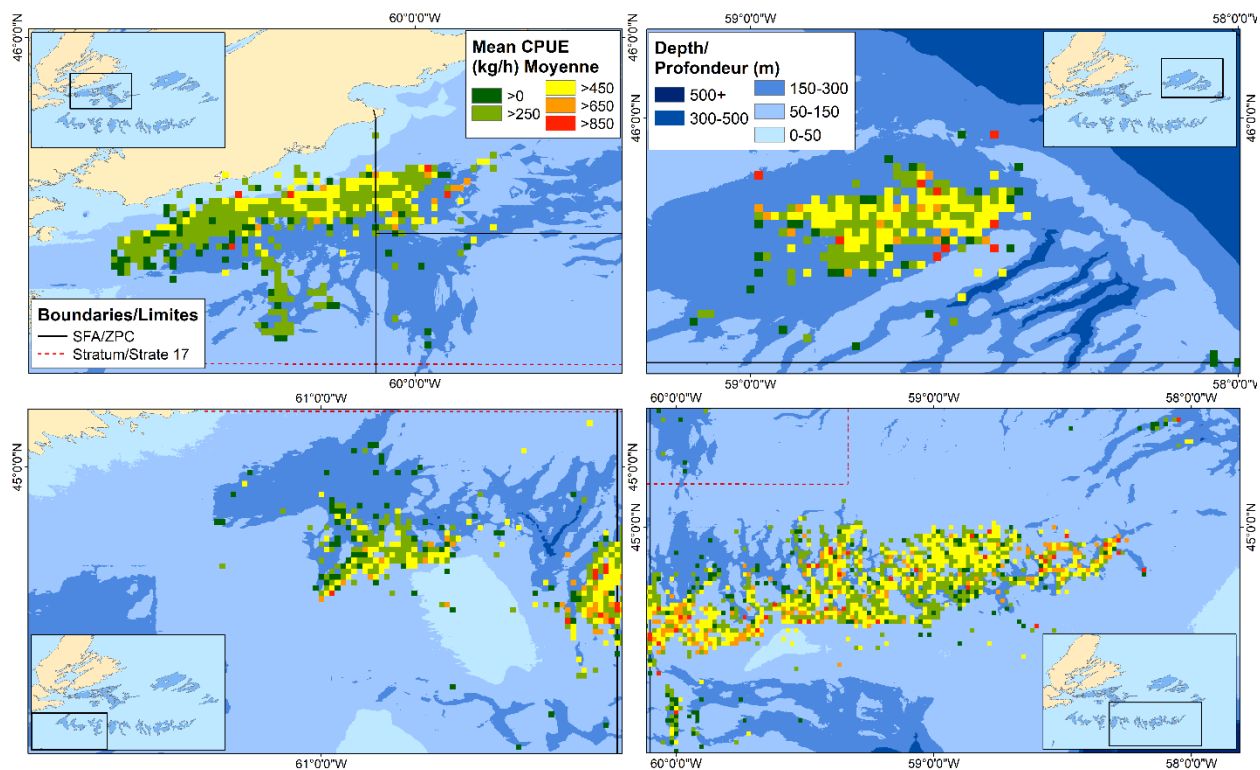 60°0'0"W
59°0'0"W
58°0'0"W
46°0'0"N
Mean CPUE
(kg/h) Moyenne
>0
>250
>450
>650
>850
Boundaries/Limites
SFA/ZPC
Stratum/Strate 17
60°0'0"W
Depth/
Profondeur (m)
500+
300-500
150-300
50-150
0-50
46°0'0"N
46°0'0"N
59°0'0"W
58°0'0"W
61°0'0"W
60°0'0"W
59°0'0"W
58°0'0"W
45°0'0"N
45°0'0"N
45°0'0"N
61°0'0"W
60°0'0"W
59°0'0"W
58°0'0"W